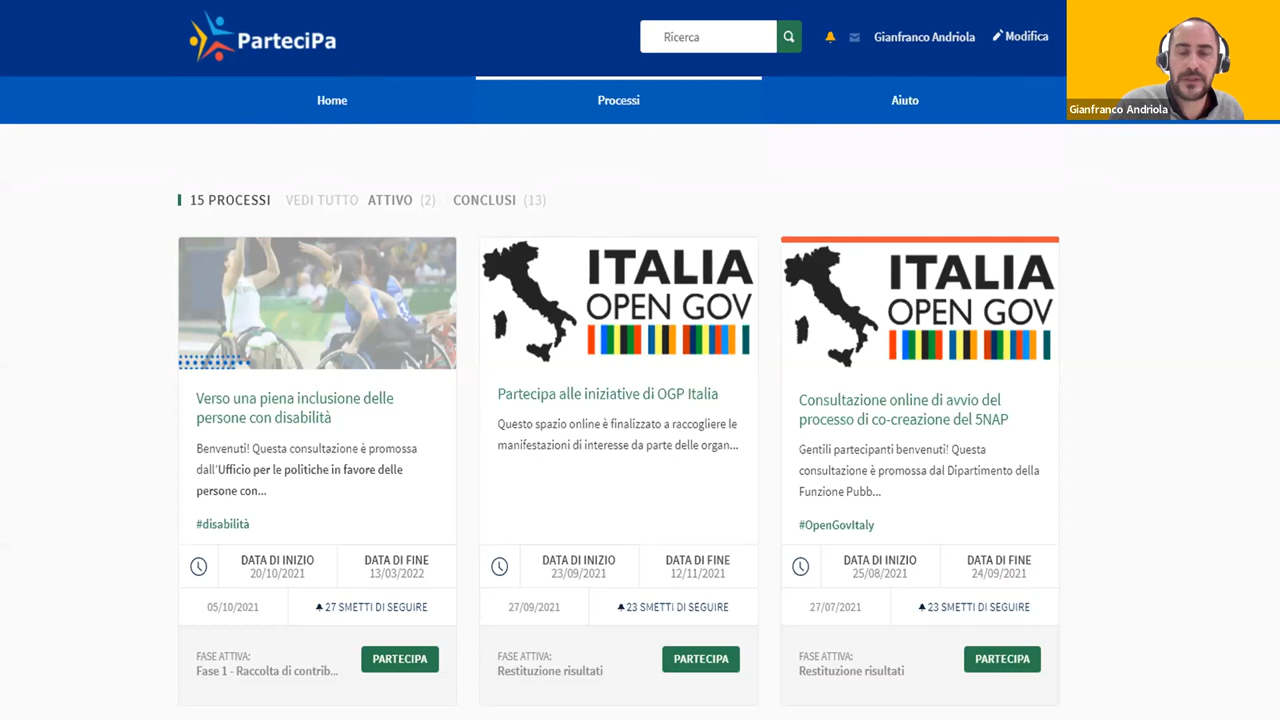 ParteciPa
Ricerca
Gianfranco Andriola
Modifica
Gianfranco Andriola
Home
Processi
Aiuto
15 PROCESSI VEDI TUTTO ATTIVO (2) CONCLUSI (13)
Verso una piena inclusione delle
persone con disabilità
Benvenuti! Questa consultazione è promossa
dall'Ufficio per le politiche in favore delle
persone con...
#disabilità
DATA DI INIZIO
20/10/2021
DATA DI FINE
13/03/2022
05/10/2021
27 SMETTI DI SEGUIRE
FASE ATTIVA:
Fase 1 - Raccolta di contrib...
PARTECIPA
ITALIA
OPEN GOV
Partecipa alle iniziative di OGP Italia
Questo spazio online è finalizzato a raccogliere le
manifestazioni di interesse da parte delle organ...
DATA DI INIZIO
23/09/2021
DATA DI FINE
12/11/2021
27/09/2021
23 SMETTI DI SEGUIRE
FASE ATTIVA:
Restituzione risultati
PARTECIPA
ITALIA
OPEN GOV
Consultazione online di avvio del
processo di co-creazione del 5NAP
Gentili partecipanti benvenuti! Questa
consultazione è promossa dal Dipartimento della
Funzione Pubb...
#OpenGovItaly
DATA DI INIZIO
25/08/2021
DATA DI FINE
24/09/2021
27/07/2021
23 SMETTI DI SEGUIRE
FASE ATTIVA:
Restituzione risultati
PARTECIPA